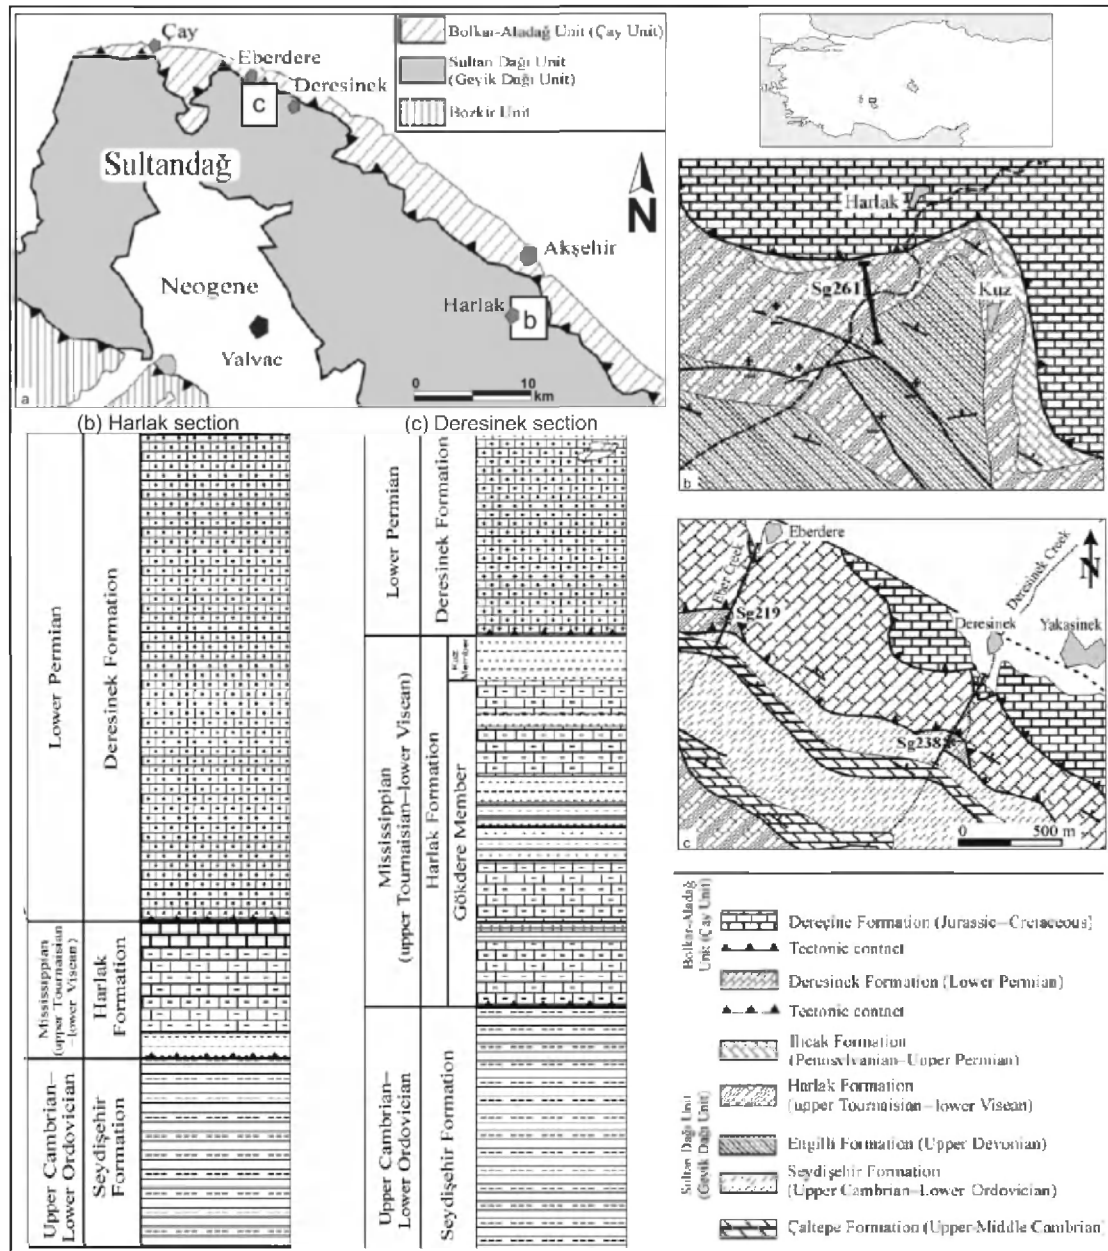 Çay
Eberdere
Deresinek
c
Sultandağ
Neogene
Yalvac
Akşehir
Harlak
b
N
0 10
km
a
Bolkar-Aladağ Unit (Çay Unit)
Sultan Dağı Unit
(Geyik Dağı Unit)
Bozkir Unit
Harlak
Sg261
Kuz
b
(b) Harlak section
Lower Permian
Deresinek Formation
Mississippian
(upper Tournaisian
–lower Visean)
Harlak
Formation
Upper Cambrian–
Lower Ordovician
Seydişehir
Formation
(c) Deresinek section
Lower Permian
Deresinek Formation
Mississippian
(upper Tournaisian–lower Visean)
Harlak Formation
Kuz
Member
Gökdere Member
Upper Cambrian–
Lower Ordovician
Seydişehir Formation
Eberdere
Eber Creek
Sg219
Deresinek Creek
N
Deresinek
Yakasinek
Sg238
0 500 m
c
Bolkar-Aladağ
Unit (Çay Unit)
Dereçine Formation (Jurassic–Cretaceous)
Tectonic contact
Deresinek Formation (Lower Permian)
Tectonic contact
Sultan Dağı Unit
(Geyik Dağı Unit)
Ilıcak Formation
(Pennsylvanian–Upper Permian)
Harlak Formation
(upper Tournaisian–lower Visean)
Engilli Formation (Upper Devonian)
Seydişehir Formation
(Upper Cambrian–Lower Ordovician)
Çaltepe Formation (Upper-Middle Cambrian)